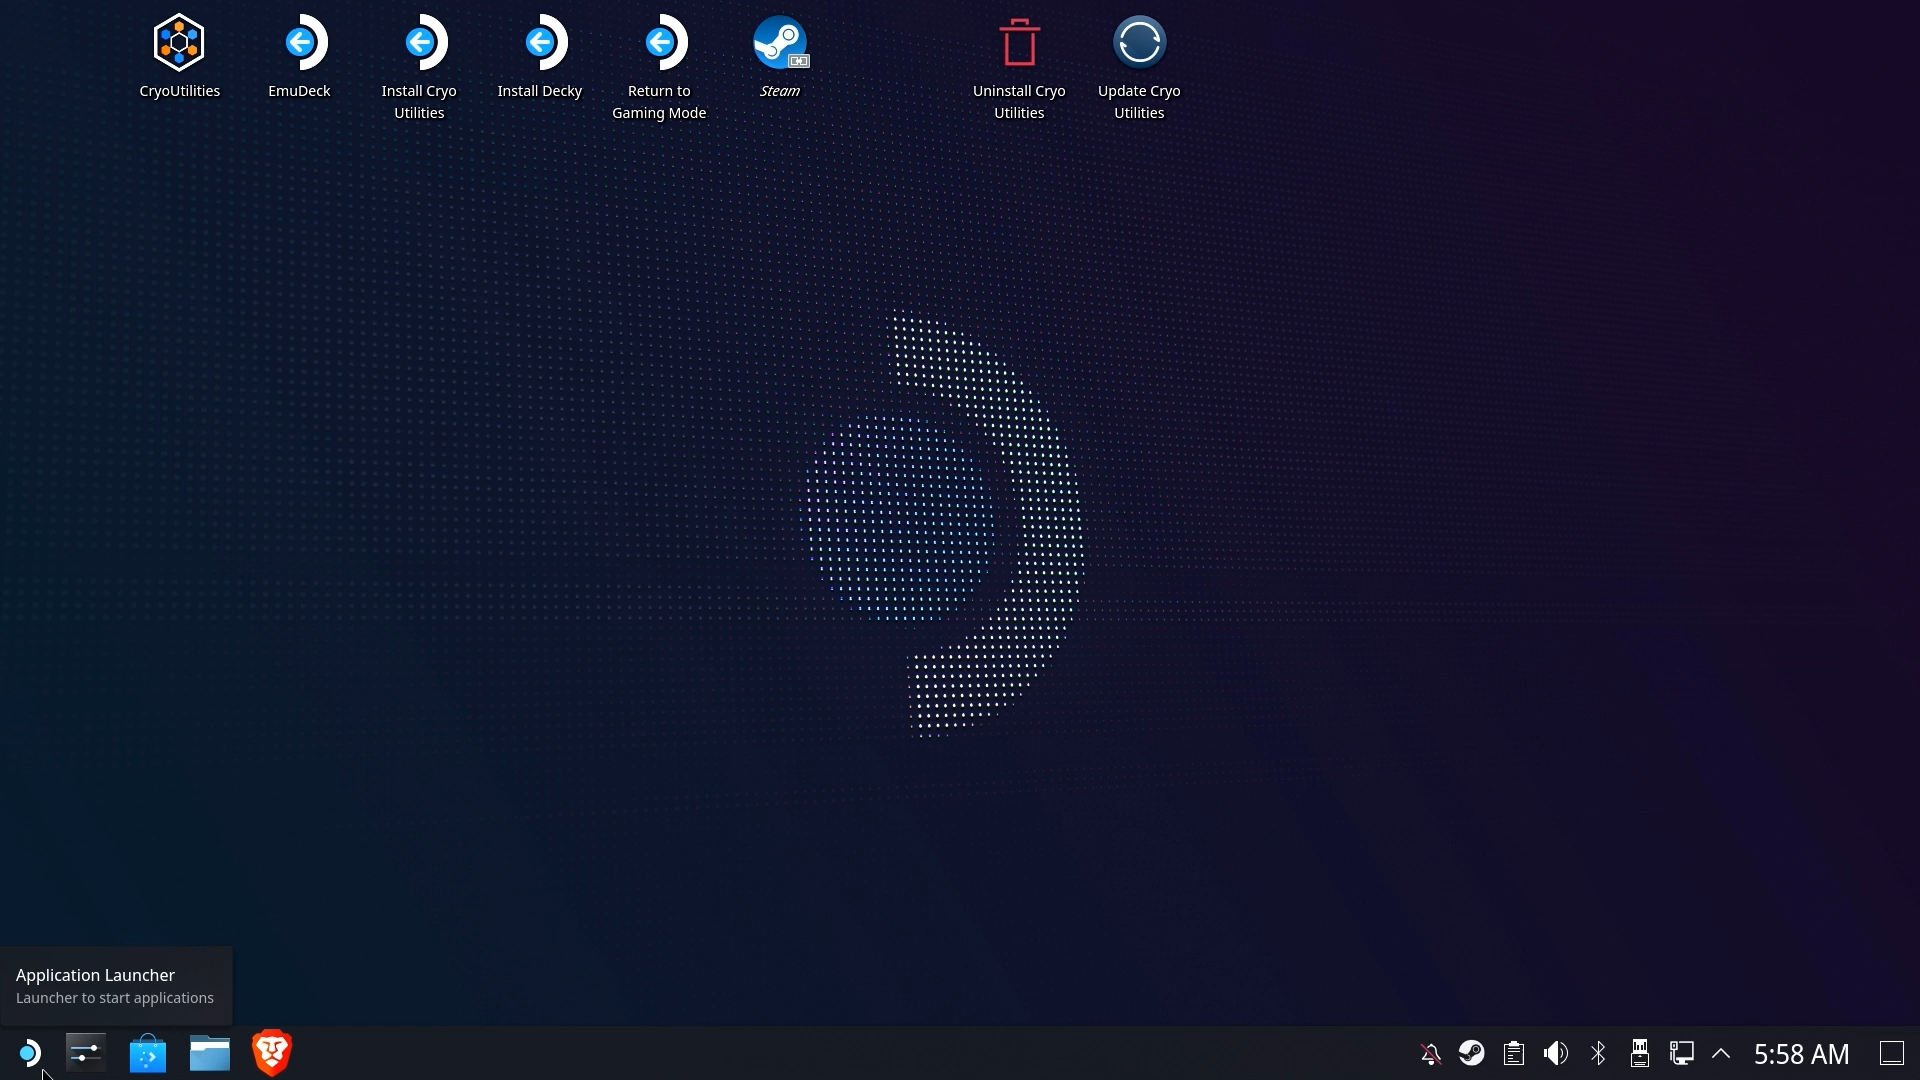 CryoUtilities
EmuDeck
Install Cryo
Utilities
Install Decky
Return to
Gaming Mode
Steam
Uninstall Cryo
Utilities
Update Cryo
Utilities
Application Launcher
Launcher to start applications
5:58 AM